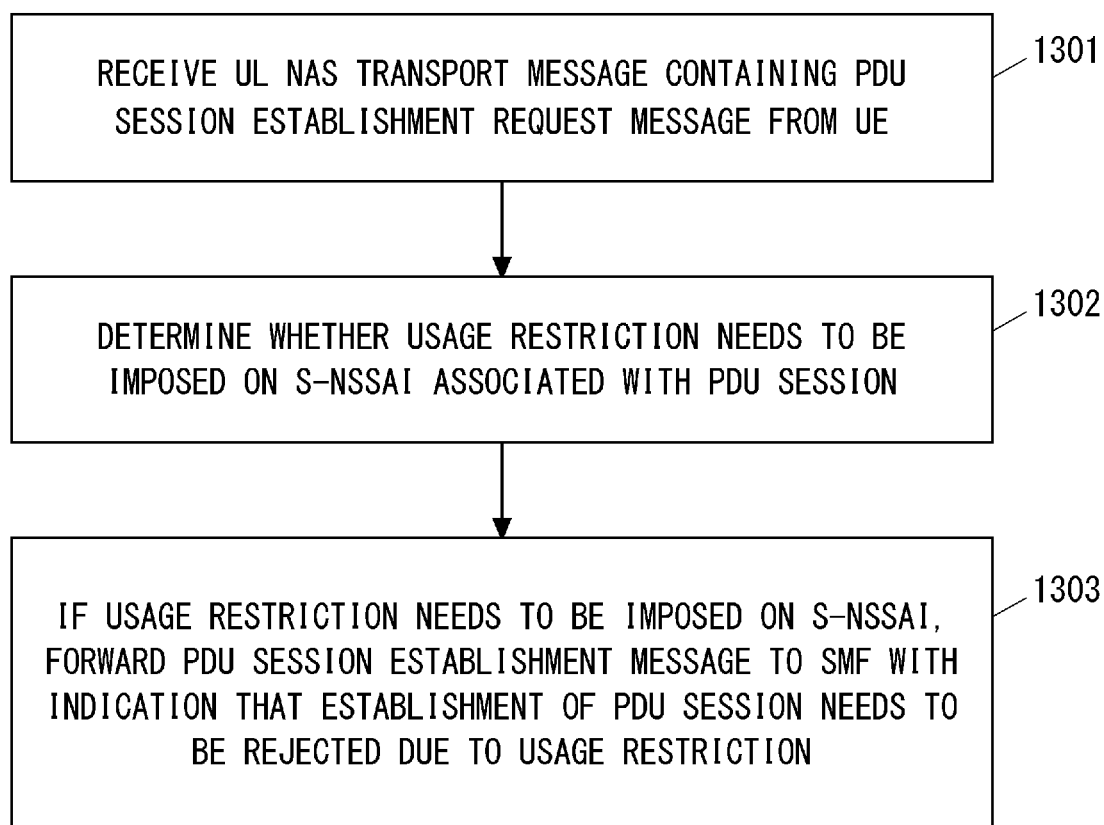 RECEIVE UL NAS TRANSPORT MESSAGE CONTAINING PDU
SESSION ESTABLISHMENT REQUEST MESSAGE FROM UE
1301
DETERMINE WHETHER USAGE RESTRICTION NEEDS TO BE
IMPOSED ON S-NSSAI ASSOCIATED WITH PDU SESSION
1302
IF USAGE RESTRICTION NEEDS TO BE IMPOSED ON S-NSSAI,
FORWARD PDU SESSION ESTABLISHMENT MESSAGE TO SMF WITH
INDICATION THAT ESTABLISHMENT OF PDU SESSION NEEDS TO
BE REJECTED DUE TO USAGE RESTRICTION
1303